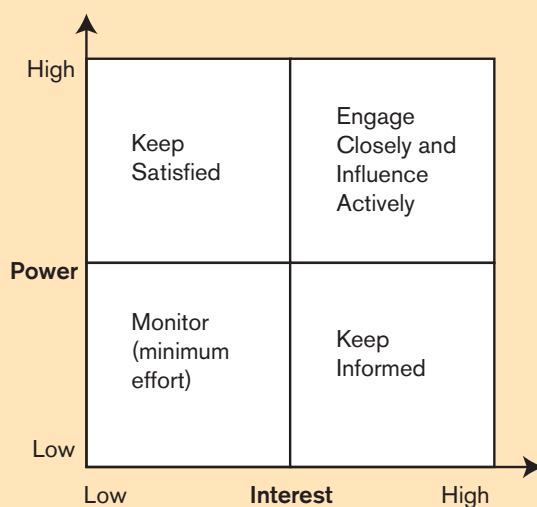 High
Keep
Satisfied
Engage
Closely and
Influence
Actively
Power
Monitor
(minimum
effort)
Keep
Informed
Low
Low Interest High